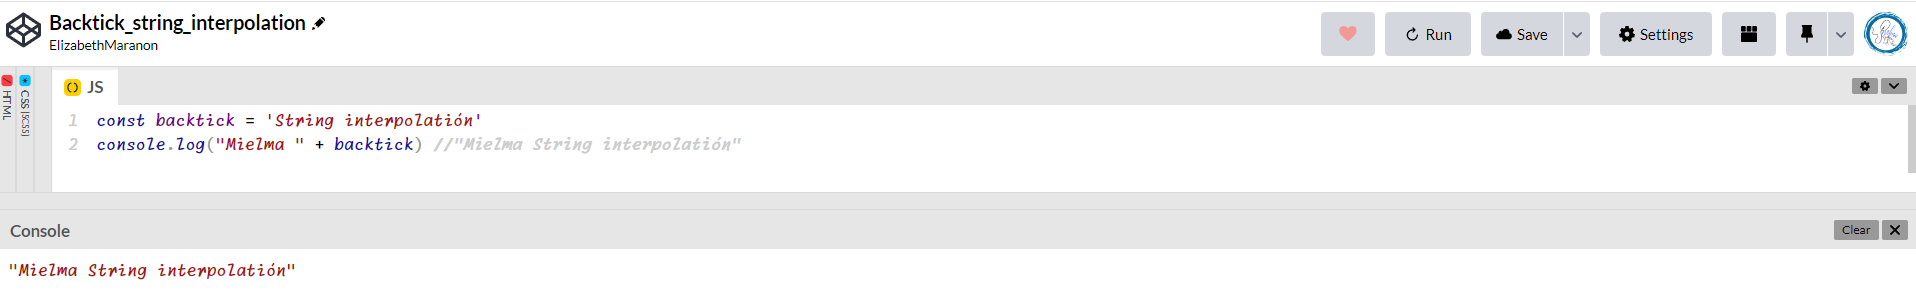 Backtick_string_interpolation
ElizabethMaranon
Run
Save
Settings
HTML
CSS (SCSS)
JS
1 const backtick = 'String interpolatión'
2 console.log("Mielma " + backtick) //"Mielma String interpolatión"
Console
Clear
"Mielma String interpolatión"